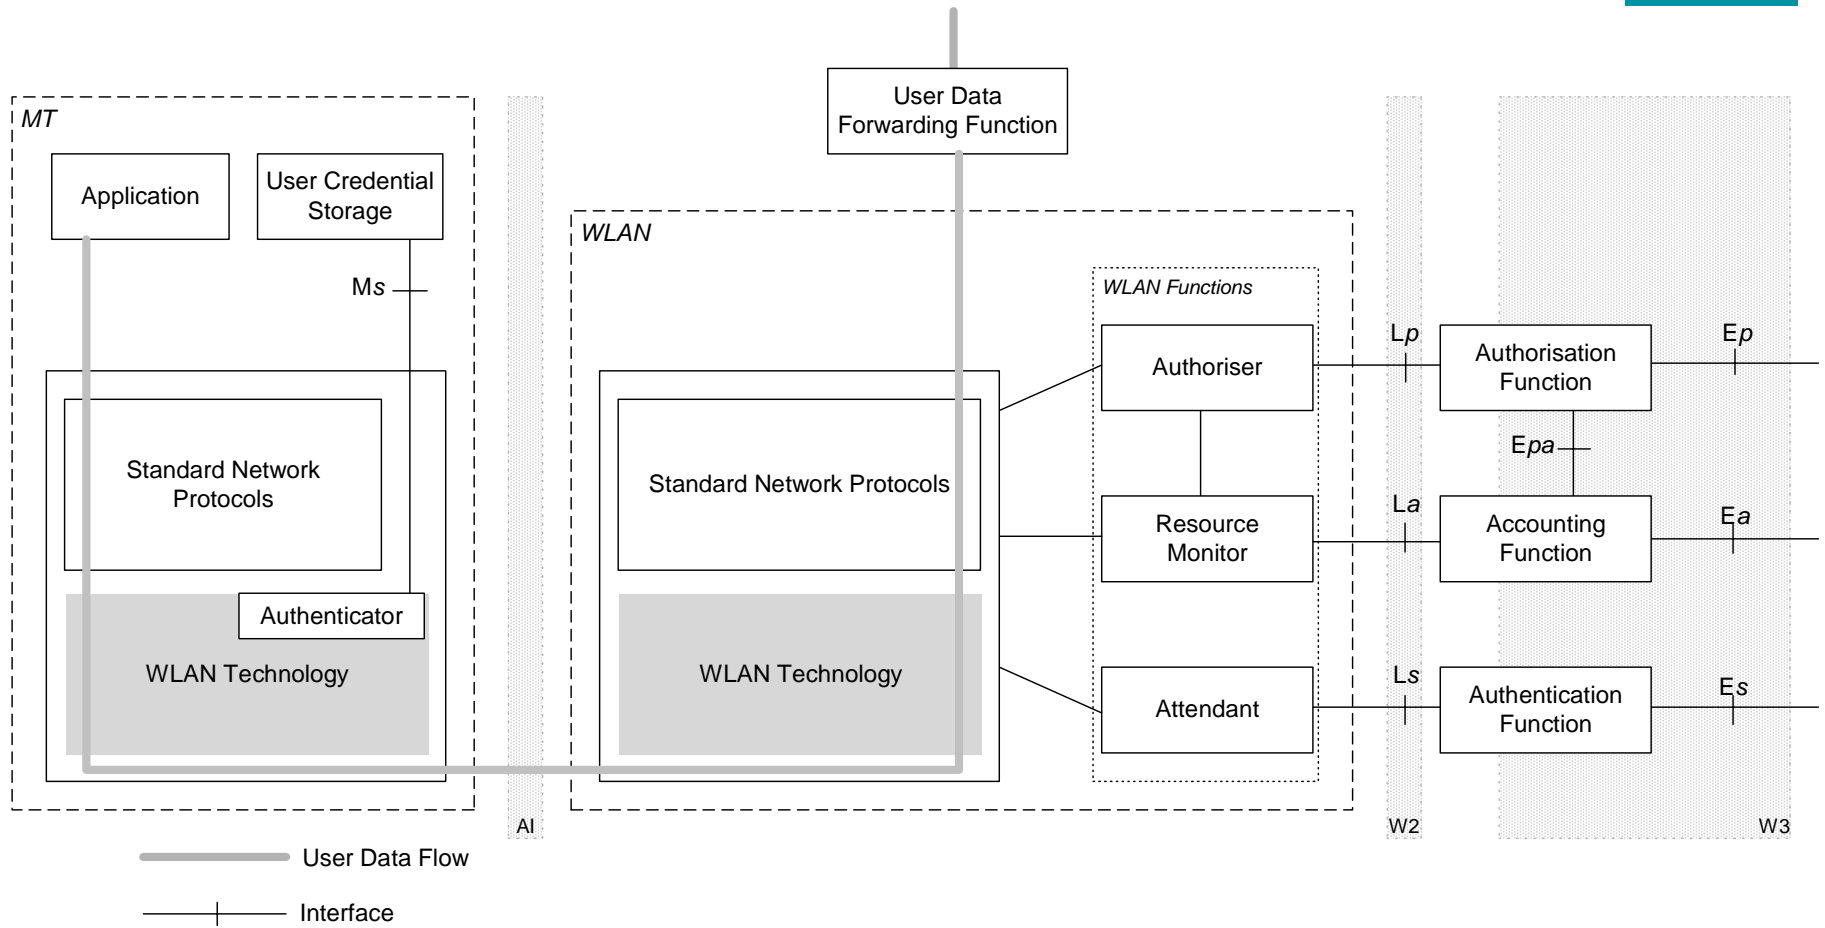 User Data
Forwarding Function
MT
Application
User Credential
Storage
Ms
Standard Network
Protocols
Authenticator
WLAN Technology
AI
WLAN
WLAN Functions
Standard Network Protocols
WLAN Technology
Authoriser
Resource
Monitor
Attendant
Lp
La
Ls
W2
Authorisation
Function
Epa
Accounting
Function
Authentication
Function
Ep
Ea
Es
W3
User Data Flow
Interface